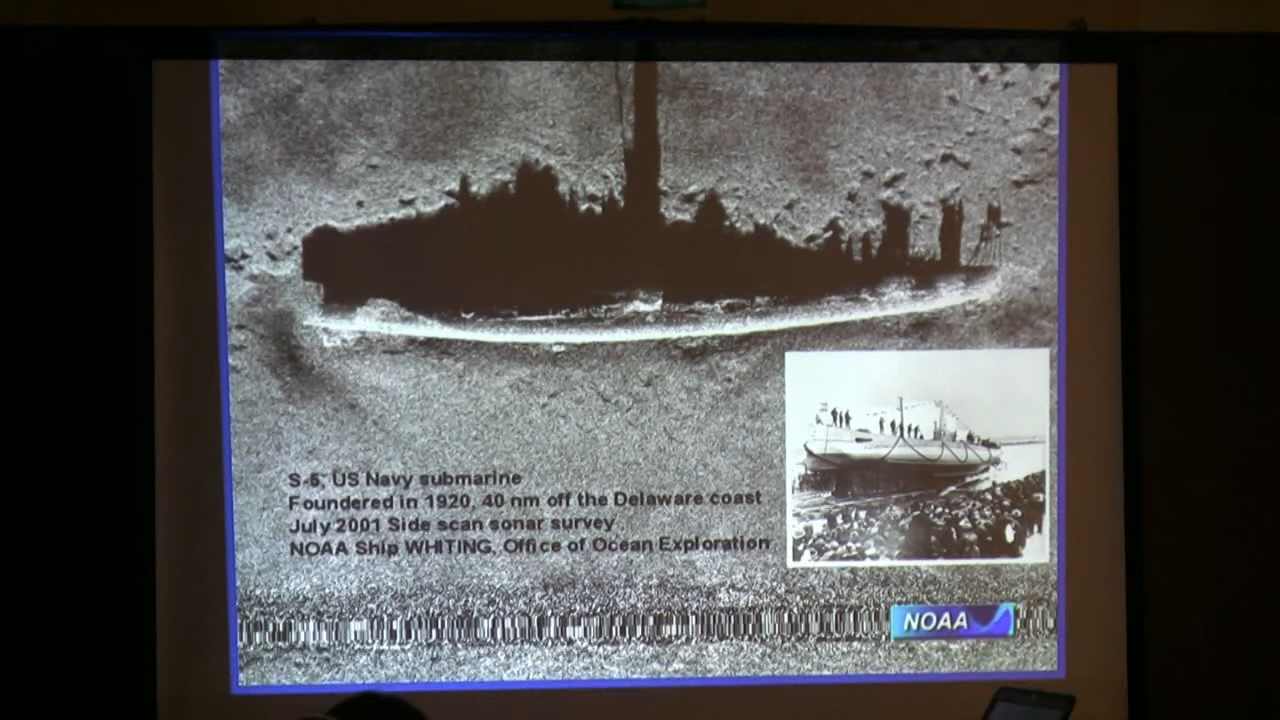 S-5, US Navy submarine
Foundered in 1920, 40 nm off the Delaware coast
July 2001 Side scan sonar survey
NOAA Ship WHITING, Office of Ocean Exploration
NOAA